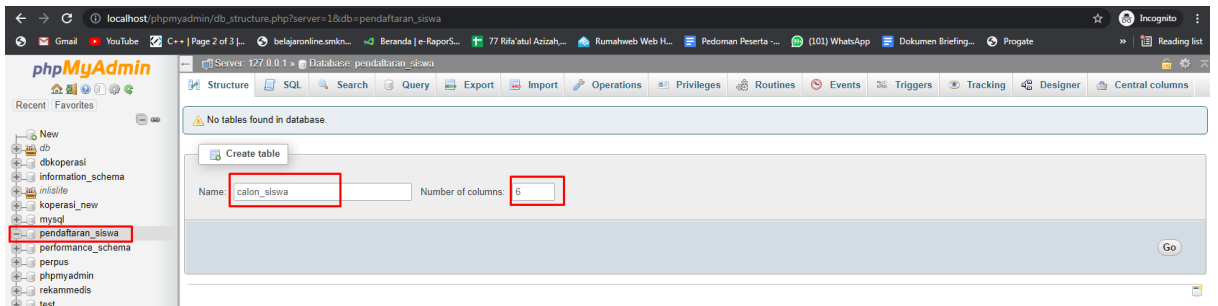 localhost/phpmyadmin/db_structure.php?server=1&db=pendaftaran_siswa
Incognito
Gmail
YouTube
C++ | Page 2 of 3 |...
belajaronline.smkn...
Beranda | e-RaporS...
77 Rifa'atul Azizah,...
Rumahweb Web H...
Pedoman Peserta -...
(101) WhatsApp
Dokumen Briefing...
Progate
»
Reading list
phpMyAdmin
Recent Favorites
New
db
dbkoperasi
information_schema
inlislite
koperasi_new
mysql
pendaftaran_siswa
performance_schema
perpus
phpmyadmin
rekammedis
test
Server: 127.0.0.1 » Database: pendaftaran_siswa
Structure
SQL
Search
Query
Export
Import
Operations
Privileges
Routines
Events
Triggers
Tracking
Designer
Central columns
No tables found in database.
Create table
Name: calon_siswa
Number of columns: 6
Go